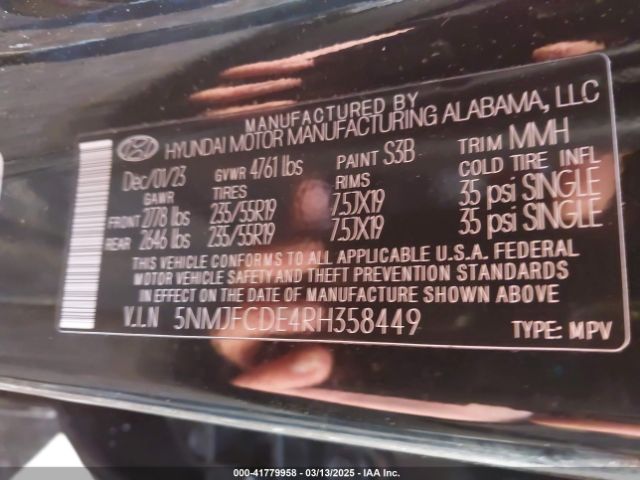 MANUFACTURED BY
HYUNDAI MOTOR MANUFACTURING ALABAMA, LLC
Dec/01/23 GVWR 4761 lbs PAINT S3B TRIM MMH
GAWR TIRES RIMS COLD TIRE INFL
FRONT 2778 lbs 235/55R19 7.5JX19 35 psi SINGLE
REAR 2646 lbs 235/55R19 7.5JX19 35 psi SINGLE
THIS VEHICLE CONFORMS TO ALL APPLICABLE U.S.A. FEDERAL
MOTOR VEHICLE SAFETY AND THEFT PREVENTION STANDARDS
IN EFFECT ON THE DATE OF MANUFACTURE SHOWN ABOVE
V.I.N 5NMJFCDE4RH358449 TYPE: MPV
000-41779958 - 03/13/2025 - IAA Inc.